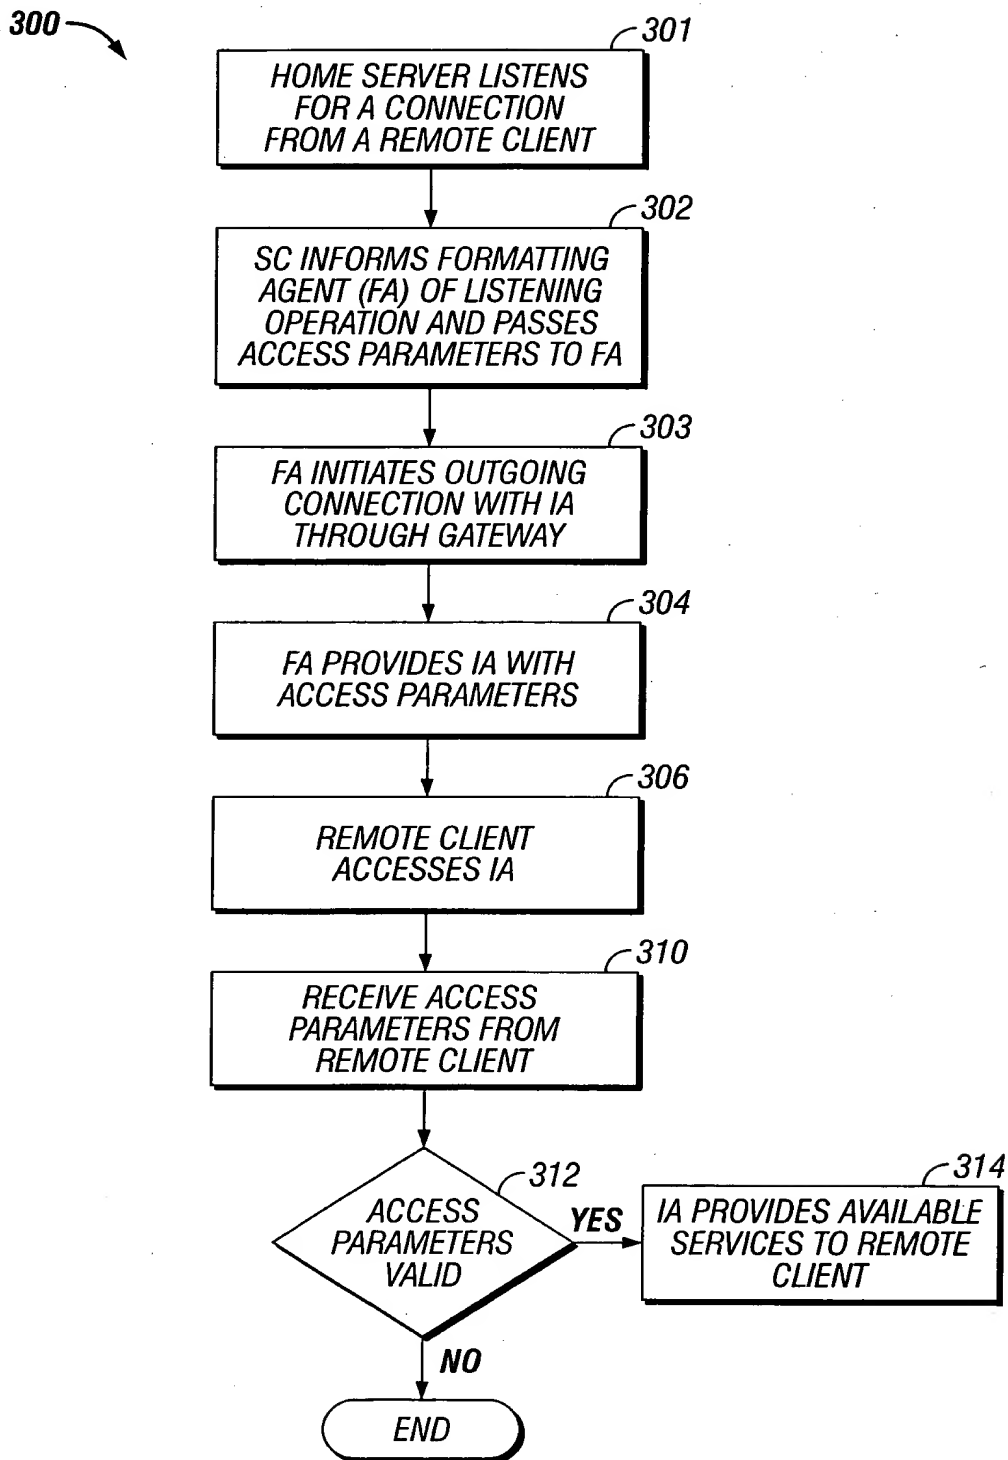 300
301
HOME SERVER LISTENS
FOR A CONNECTION
FROM A REMOTE CLIENT
302
SC INFORMS FORMATTING
AGENT (FA) OF LISTENING
OPERATION AND PASSES
ACCESS PARAMETERS TO FA
303
FA INITIATES OUTGOING
CONNECTION WITH IA
THROUGH GATEWAY
304
FA PROVIDES IA WITH
ACCESS PARAMETERS
306
REMOTE CLIENT
ACCESSES IA
310
RECEIVE ACCESS
PARAMETERS FROM
REMOTE CLIENT
312
ACCESS
PARAMETERS
VALID
YES
314
IA PROVIDES AVAILABLE
SERVICES TO REMOTE
CLIENT
NO
END